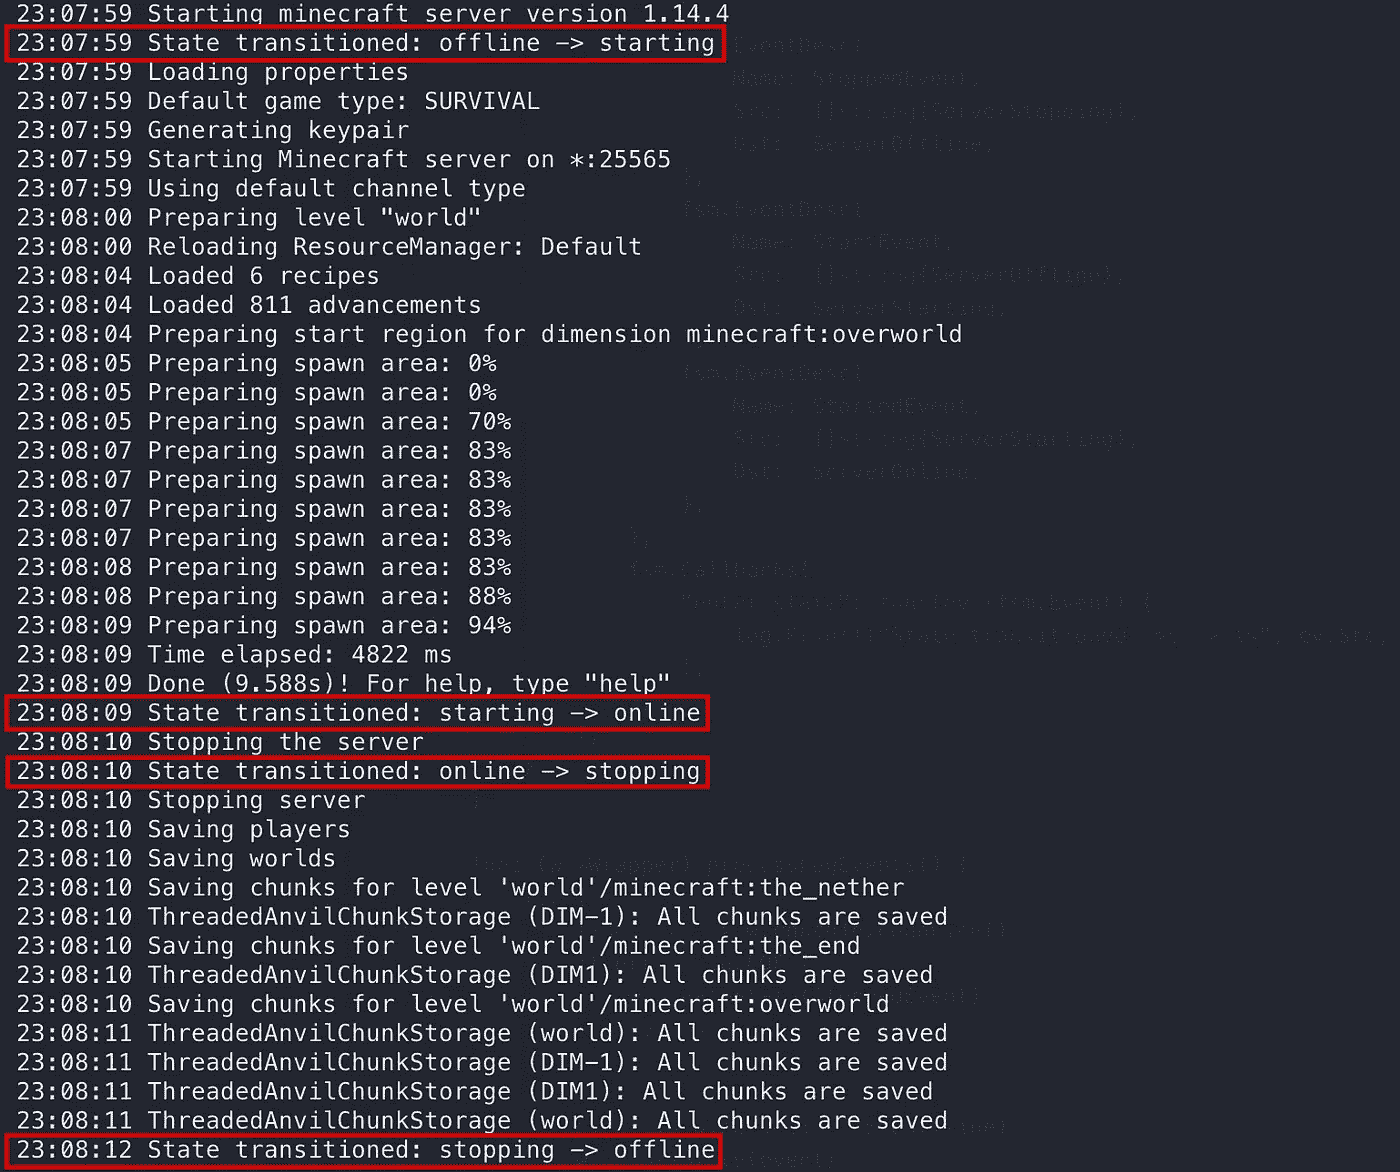 23:07:59 Starting minecraft server version 1.14.4
23:07:59 State transitioned: offline -> starting
23:07:59 Loading properties
23:07:59 Default game type: SURVIVAL
23:07:59 Generating keypair
23:07:59 Starting Minecraft server on *:25565
23:07:59 Using default channel type
23:08:00 Preparing level "world"
23:08:00 Reloading ResourceManager: Default
23:08:04 Loaded 6 recipes
23:08:04 Loaded 811 advancements
23:08:04 Preparing start region for dimension minecraft:overworld
23:08:05 Preparing spawn area: 0%
23:08:05 Preparing spawn area: 0%
23:08:05 Preparing spawn area: 70%
23:08:07 Preparing spawn area: 83%
23:08:07 Preparing spawn area: 83%
23:08:07 Preparing spawn area: 83%
23:08:07 Preparing spawn area: 83%
23:08:08 Preparing spawn area: 83%
23:08:08 Preparing spawn area: 88%
23:08:09 Preparing spawn area: 94%
23:08:09 Time elapsed: 4822 ms
23:08:09 Done (9.588s)! For help, type "help"
23:08:09 State transitioned: starting -> online
23:08:10 Stopping the server
23:08:10 State transitioned: online -> stopping
23:08:10 Stopping server
23:08:10 Saving players
23:08:10 Saving worlds
23:08:10 Saving chunks for level 'world'/minecraft:the_nether
23:08:10 ThreadedAnvilChunkStorage (DIM-1): All chunks are saved
23:08:10 Saving chunks for level 'world'/minecraft:the_end
23:08:10 ThreadedAnvilChunkStorage (DIM1): All chunks are saved
23:08:10 Saving chunks for level 'world'/minecraft:overworld
23:08:11 ThreadedAnvilChunkStorage (world): All chunks are saved
23:08:11 ThreadedAnvilChunkStorage (DIM-1): All chunks are saved
23:08:11 ThreadedAnvilChunkStorage (DIM1): All chunks are saved
23:08:11 ThreadedAnvilChunkStorage (world): All chunks are saved
23:08:12 State transitioned: stopping -> offline